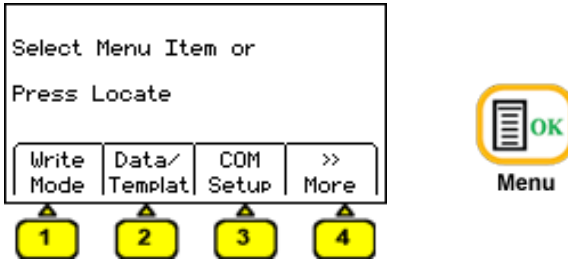 Select Menu Item or
Press Locate
Write Data/ COM >>
Mode Templat Setup More
1 2 3 4
OK
Menu